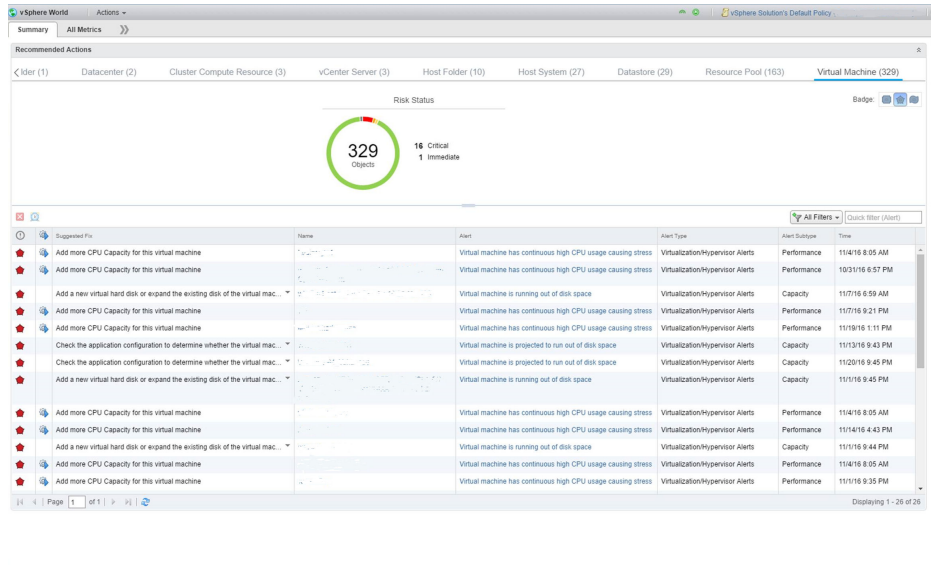 vSphere World Actions vSphere Solution's Default Policy
Summary All Metrics
Recommended Actions
lder (1) Datacenter (2) Cluster Compute Resource (3) vCenter Server (3) Host Folder (10) Host System (27) Datastore (29) Resource Pool (163) Virtual Machine (329)
Risk Status Badge:
329
Objects
16 Critical
1 Immediate
All Filters Quick filter (Alert)
Suggested Fix Name Alert Alert Type Alert Subtype Time
Add more CPU Capacity for this virtual machine Virtual machine has continuous high CPU usage causing stress Virtualization/Hypervisor Alerts Performance 11/4/16 8:05 AM
Add more CPU Capacity for this virtual machine Virtual machine has continuous high CPU usage causing stress Virtualization/Hypervisor Alerts Performance 10/31/16 6:57 PM
Add a new virtual hard disk or expand the existing disk of the virtual mac... Virtual machine is running out of disk space Virtualization/Hypervisor Alerts Capacity 11/7/16 6:59 AM
Add more CPU Capacity for this virtual machine Virtual machine has continuous high CPU usage causing stress Virtualization/Hypervisor Alerts Performance 11/7/16 9:21 PM
Add more CPU Capacity for this virtual machine Virtual machine has continuous high CPU usage causing stress Virtualization/Hypervisor Alerts Performance 11/19/16 1:11 PM
Check the application configuration to determine whether the virtual mac... Virtual machine is projected to run out of disk space Virtualization/Hypervisor Alerts Capacity 11/13/16 9:43 PM
Check the application configuration to determine whether the virtual mac... Virtual machine is projected to run out of disk space Virtualization/Hypervisor Alerts Capacity 11/20/16 9:45 PM
Add a new virtual hard disk or expand the existing disk of the virtual mac... Virtual machine is running out of disk space Virtualization/Hypervisor Alerts Capacity 11/1/16 9:45 PM
Add more CPU Capacity for this virtual machine Virtual machine has continuous high CPU usage causing stress Virtualization/Hypervisor Alerts Performance 11/4/16 8:05 AM
Add more CPU Capacity for this virtual machine Virtual machine has continuous high CPU usage causing stress Virtualization/Hypervisor Alerts Performance 11/14/16 4:43 PM
Add a new virtual hard disk or expand the existing disk of the virtual mac... Virtual machine is running out of disk space Virtualization/Hypervisor Alerts Capacity 11/1/16 9:44 PM
Add more CPU Capacity for this virtual machine Virtual machine has continuous high CPU usage causing stress Virtualization/Hypervisor Alerts Performance 11/4/16 8:05 AM
Add more CPU Capacity for this virtual machine Virtual machine has continuous high CPU usage causing stress Virtualization/Hypervisor Alerts Performance 11/1/16 9:35 PM
Page 1 of 1 Displaying 1 - 26 of 26